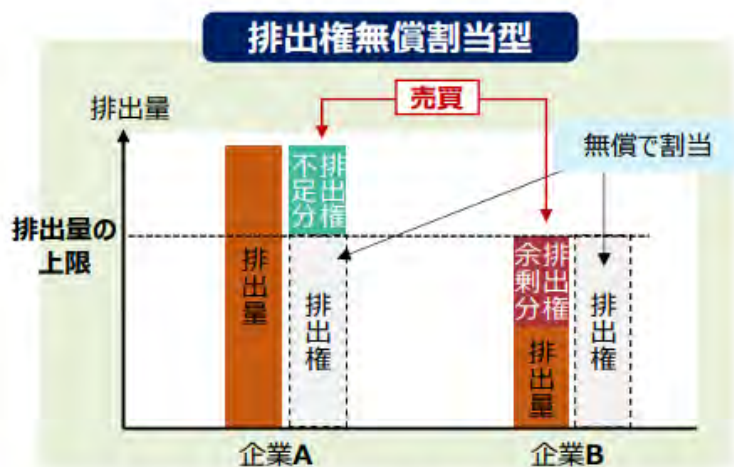 排出権無償割当型
排出量
売買
無償で割当
排出権
不足分
排出量の
上限
排出量
排出権
排出権
余剰分
排出量
排出権
企業A
企業B